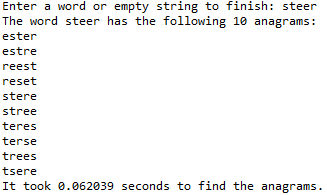 Enter a word or empty string to finish: steer
The word steer has the following 10 anagrams:
ester
estre
reest
reset
stere
stree
teres
terse
trees
tsere
It took 0.062039 seconds to find the anagrams.